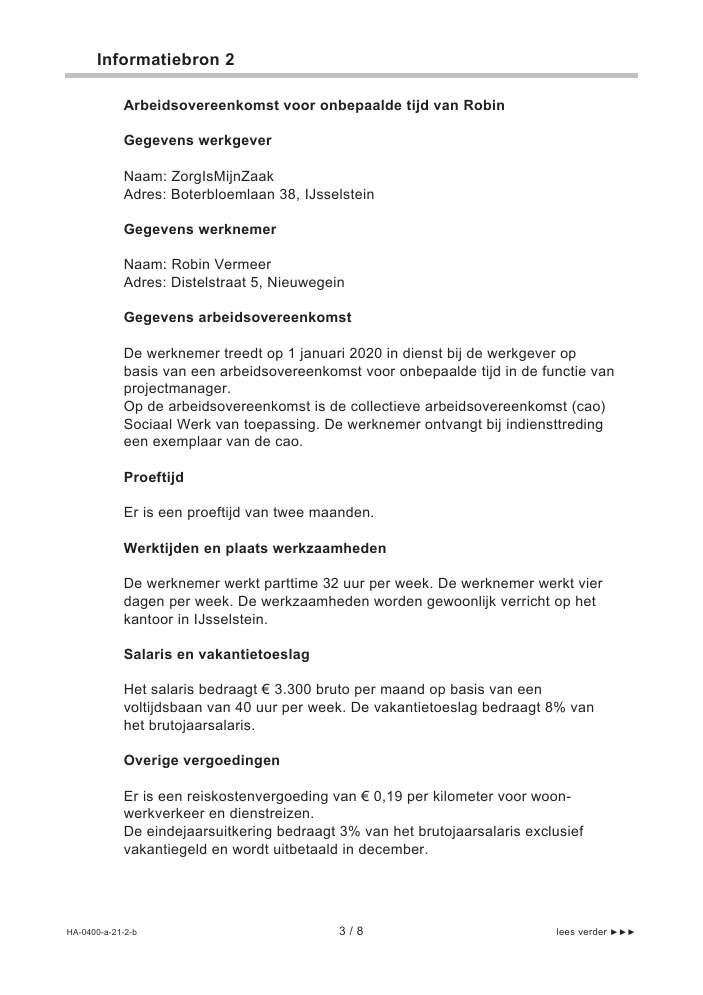 Informatiebron 2
Arbeidsovereenkomst voor onbepaalde tijd van Robin
Gegevens werkgever
Naam: ZorgIsMijnZaak
Adres: Boterbloemlaan 38, IJsselstein
Gegevens werknemer
Naam: Robin Vermeer
Adres: Distelstraat 5, Nieuwegein
Gegevens arbeidsovereenkomst
De werknemer treedt op 1 januari 2020 in dienst bij de werkgever op
basis van een arbeidsovereenkomst voor onbepaalde tijd in de functie van
projectmanager.
Op de arbeidsovereenkomst is de collectieve arbeidsovereenkomst (cao)
Sociaal Werk van toepassing. De werknemer ontvangt bij indiensttreding
een exemplaar van de cao.
Proeftijd
Er is een proeftijd van twee maanden.
Werktijden en plaats werkzaamheden
De werknemer werkt parttime 32 uur per week. De werknemer werkt vier
dagen per week. De werkzaamheden worden gewoonlijk verricht op het
kantoor in IJsselstein.
Salaris en vakantietoeslag
Het salaris bedraagt € 3.300 bruto per maand op basis van een
voltijdsbaan van 40 uur per week. De vakantietoeslag bedraagt 8% van
het brutojaarsalaris.
Overige vergoedingen
Er is een reiskostenvergoeding van € 0,19 per kilometer voor woon-
werkverkeer en dienstreizen.
De eindejaarsuitkering bedraagt 3% van het brutojaarsalaris exclusief
vakantiegeld en wordt uitbetaald in december.
HA-0400-a-21-2-b
3 / 8
lees verder ►►►